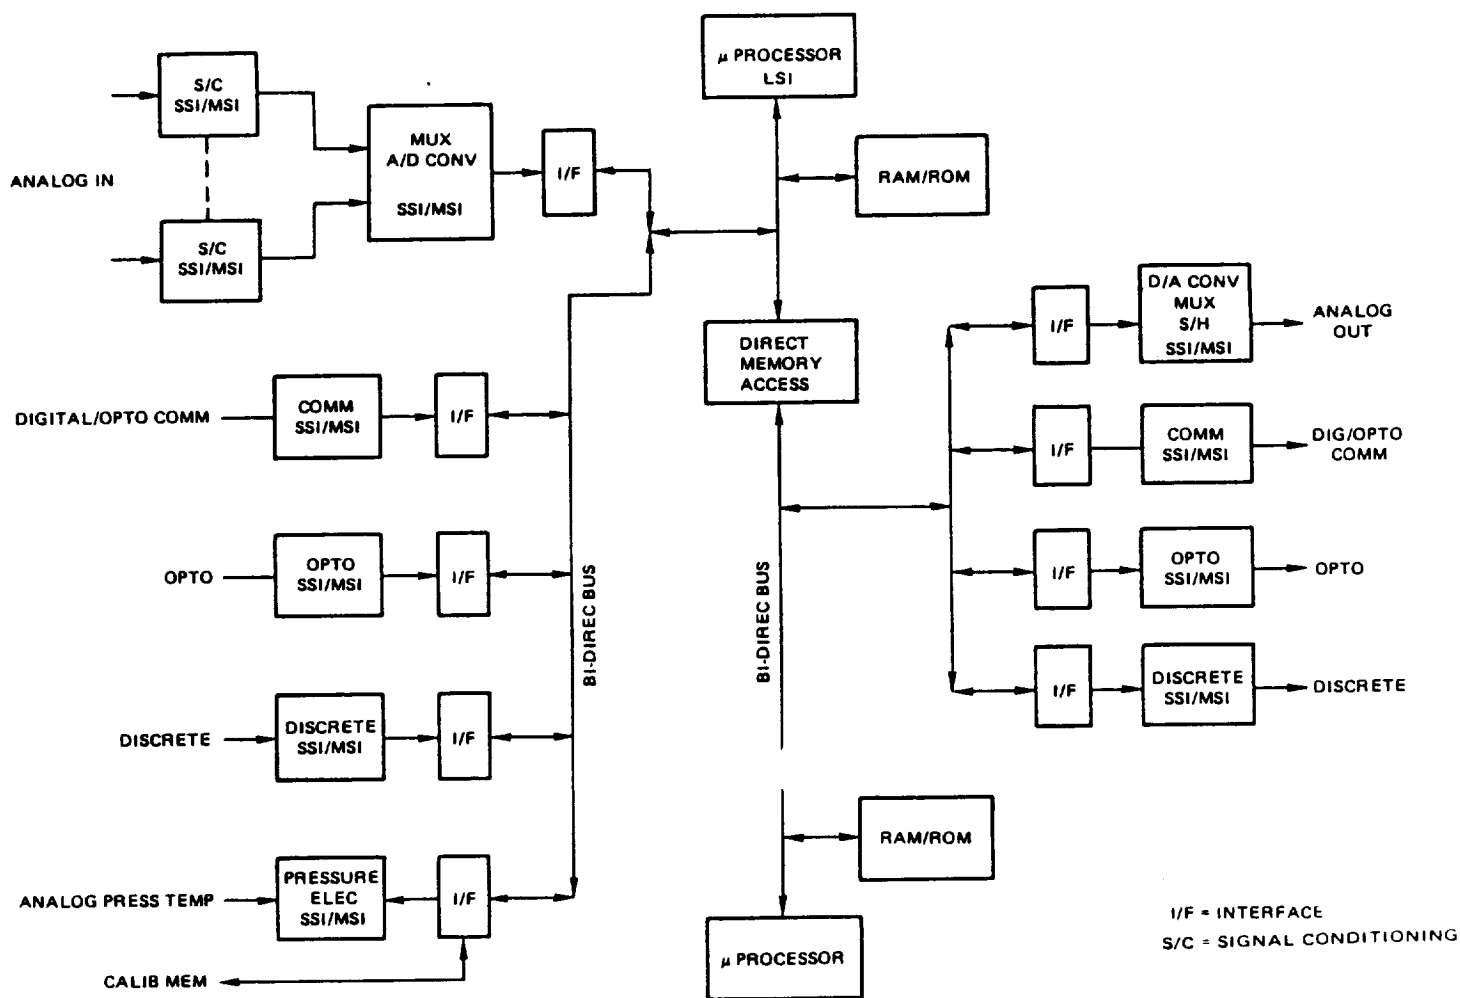 S/C
SSI/MSI
ANALOG IN
S/C
SSI/MSI
MUX
A/D CONV
SSI/MSI
I/F
μ PROCESSOR
LSI
RAM/ROM
DIRECT
MEMORY
ACCESS
DIGITAL/OPTO COMM
COMM
SSI/MSI
I/F
OPTO
OPTO
SSI/MSI
I/F
DISCRETE
DISCRETE
SSI/MSI
I/F
ANALOG PRESS TEMP
PRESSURE
ELEC
SSI/MSI
I/F
CALIB MEM
BI-DIREC BUS
BI-DIREC BUS
I/F
D/A CONV
MUX
S/H
SSI/MSI
ANALOG
OUT
I/F
COMM
SSI/MSI
DIG/OPTO
COMM
I/F
OPTO
SSI/MSI
OPTO
I/F
DISCRETE
SSI/MSI
DISCRETE
RAM/ROM
μ PROCESSOR
I/F = INTERFACE
S/C = SIGNAL CONDITIONING